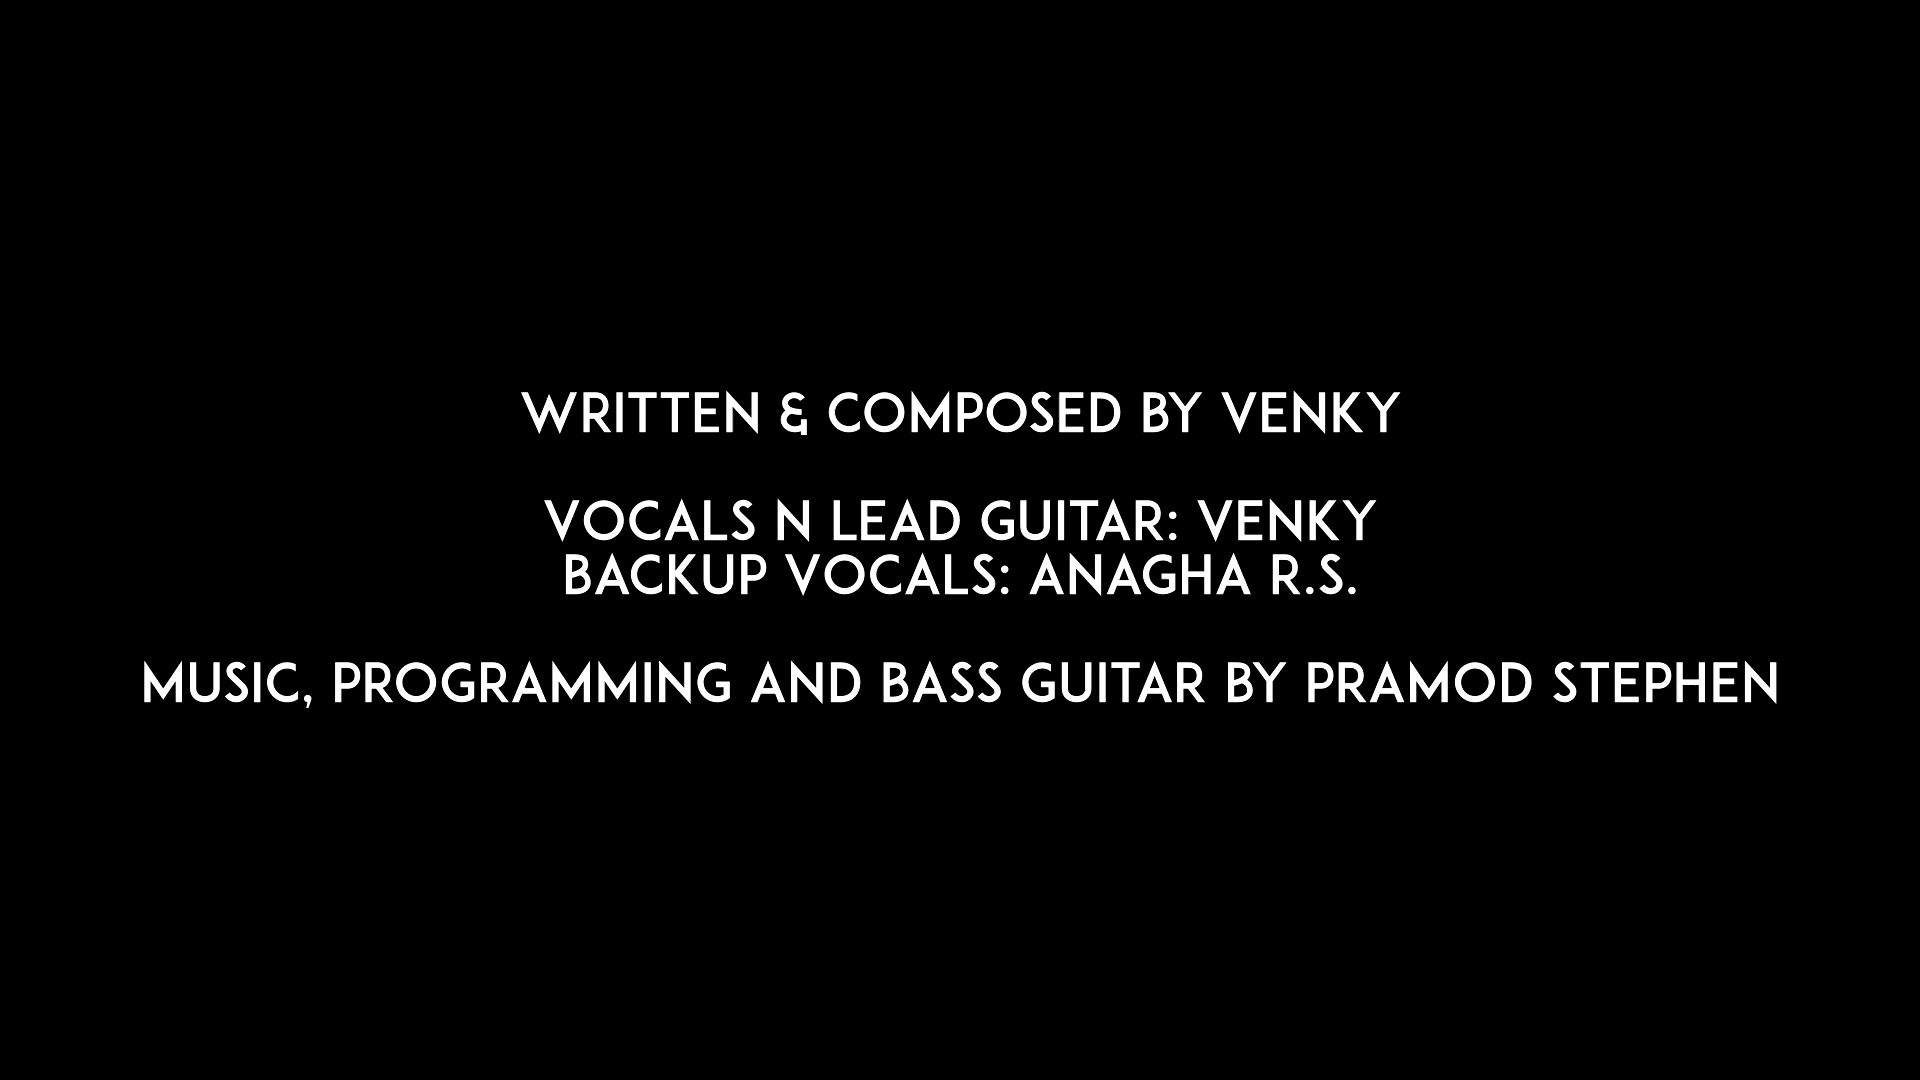 WRITTEN & COMPOSED BY VENKY
VOCALS N LEAD GUITAR: VENKY
BACKUP VOCALS: ANAGHA R.S.
MUSIC, PROGRAMMING AND BASS GUITAR BY PRAMOD STEPHEN